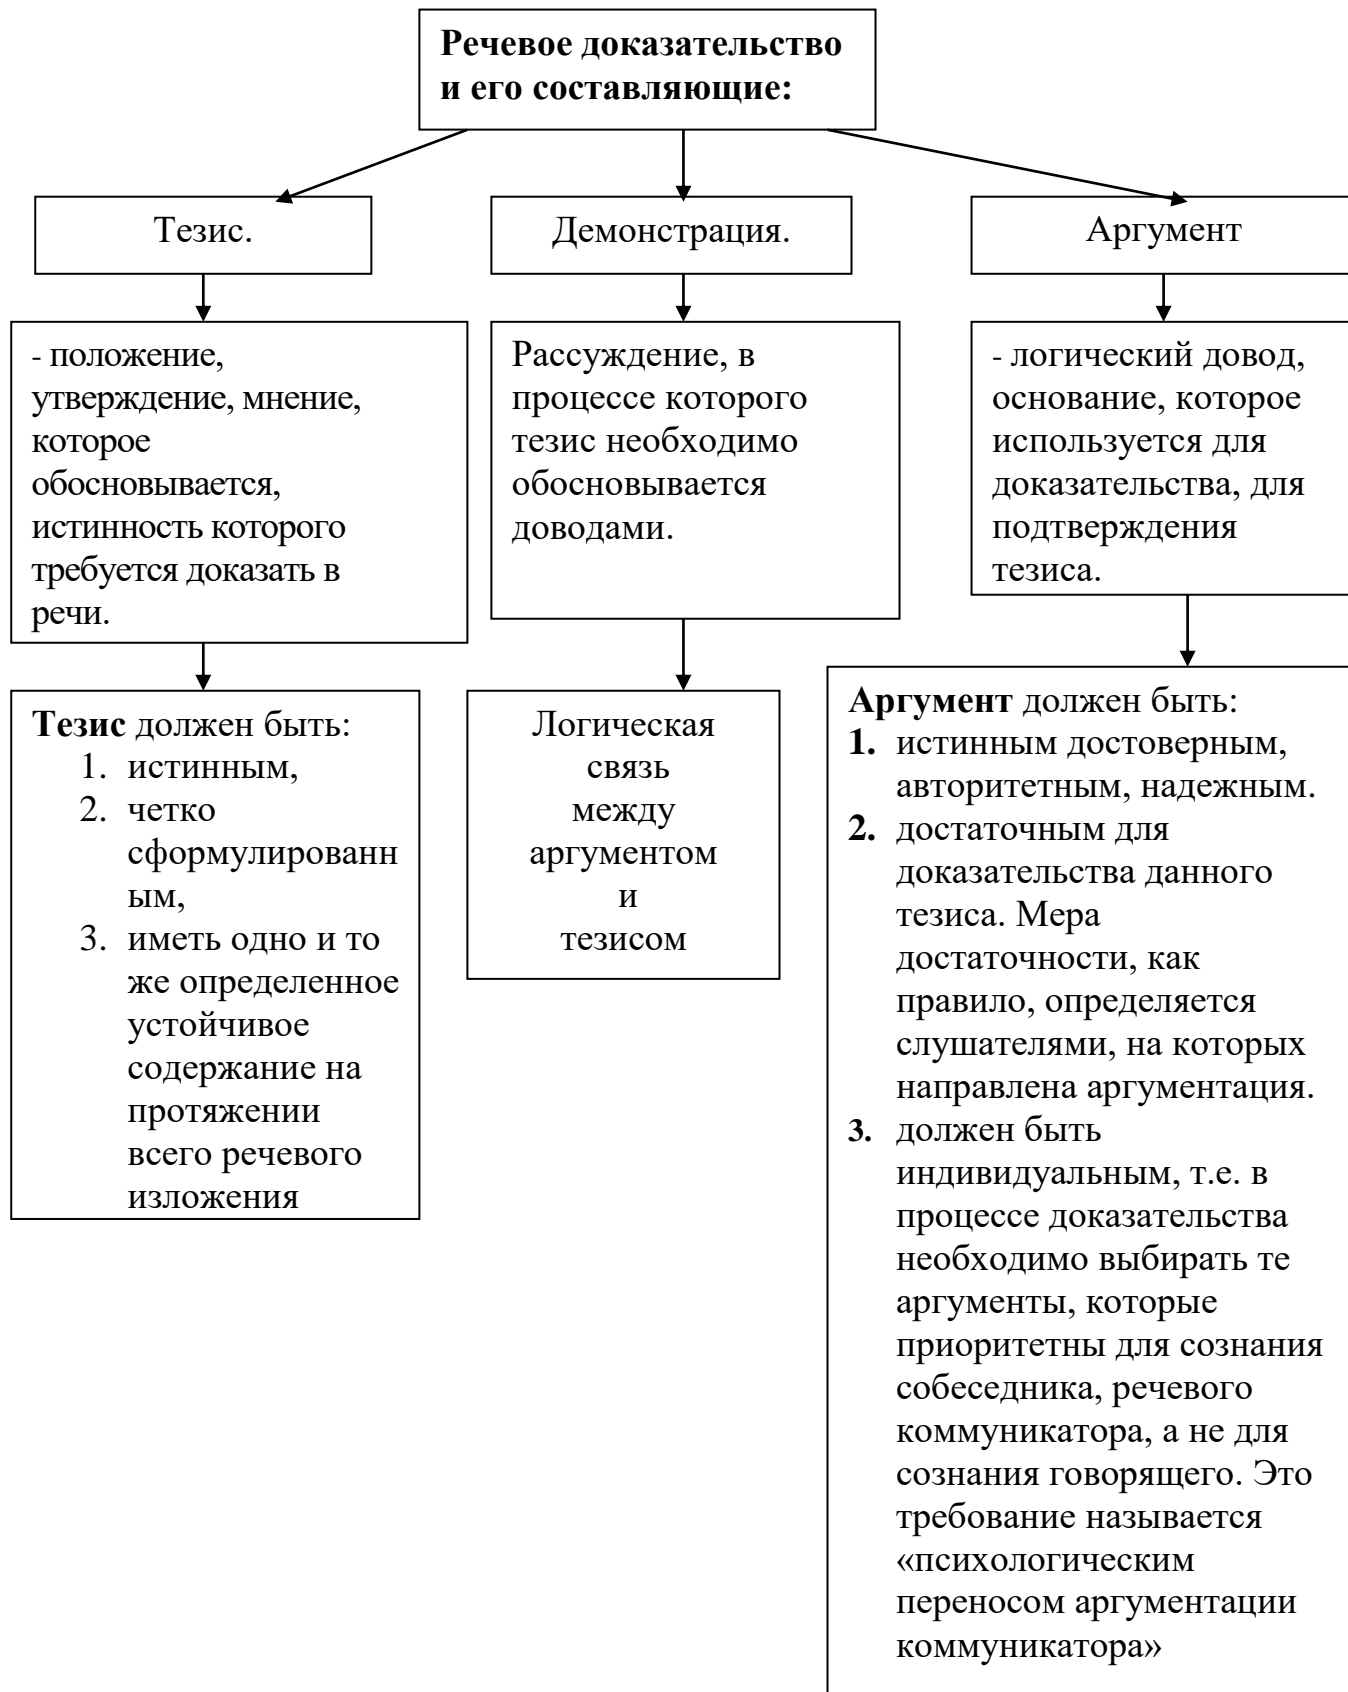 Речевое доказательство
и его составляющие:
Тезис.
Демонстрация.
Аргумент
- положение,
утверждение, мнение,
которое
обосновывается,
истинность которого
требуется доказать в
речи.
Рассуждение, в
процессе которого
тезис необходимо
обосновывается
доводами.
- логический довод,
основание, которое
используется для
доказательства, для
подтверждения
тезиса.
Тезис должен быть:
1. истинным,
2. четко
сформулированн
ым,
3. иметь одно и то
же определенное
устойчивое
содержание на
протяжении
всего речевого
изложения
Логическая
связь
между
аргументом
и
тезисом
Аргумент должен быть:
1. истинным достоверным,
авторитетным, надежным.
2. достаточным для
доказательства данного
тезиса. Мера
достаточности, как
правило, определяется
слушателями, на которых
направлена аргументация.
3. должен быть
индивидуальным, т.е. в
процессе доказательства
необходимо выбирать те
аргументы, которые
приоритетны для сознания
собеседника, речевого
коммуникатора, а не для
сознания говорящего. Это
требование называется
«психологическим
переносом аргументации
коммуникатора»